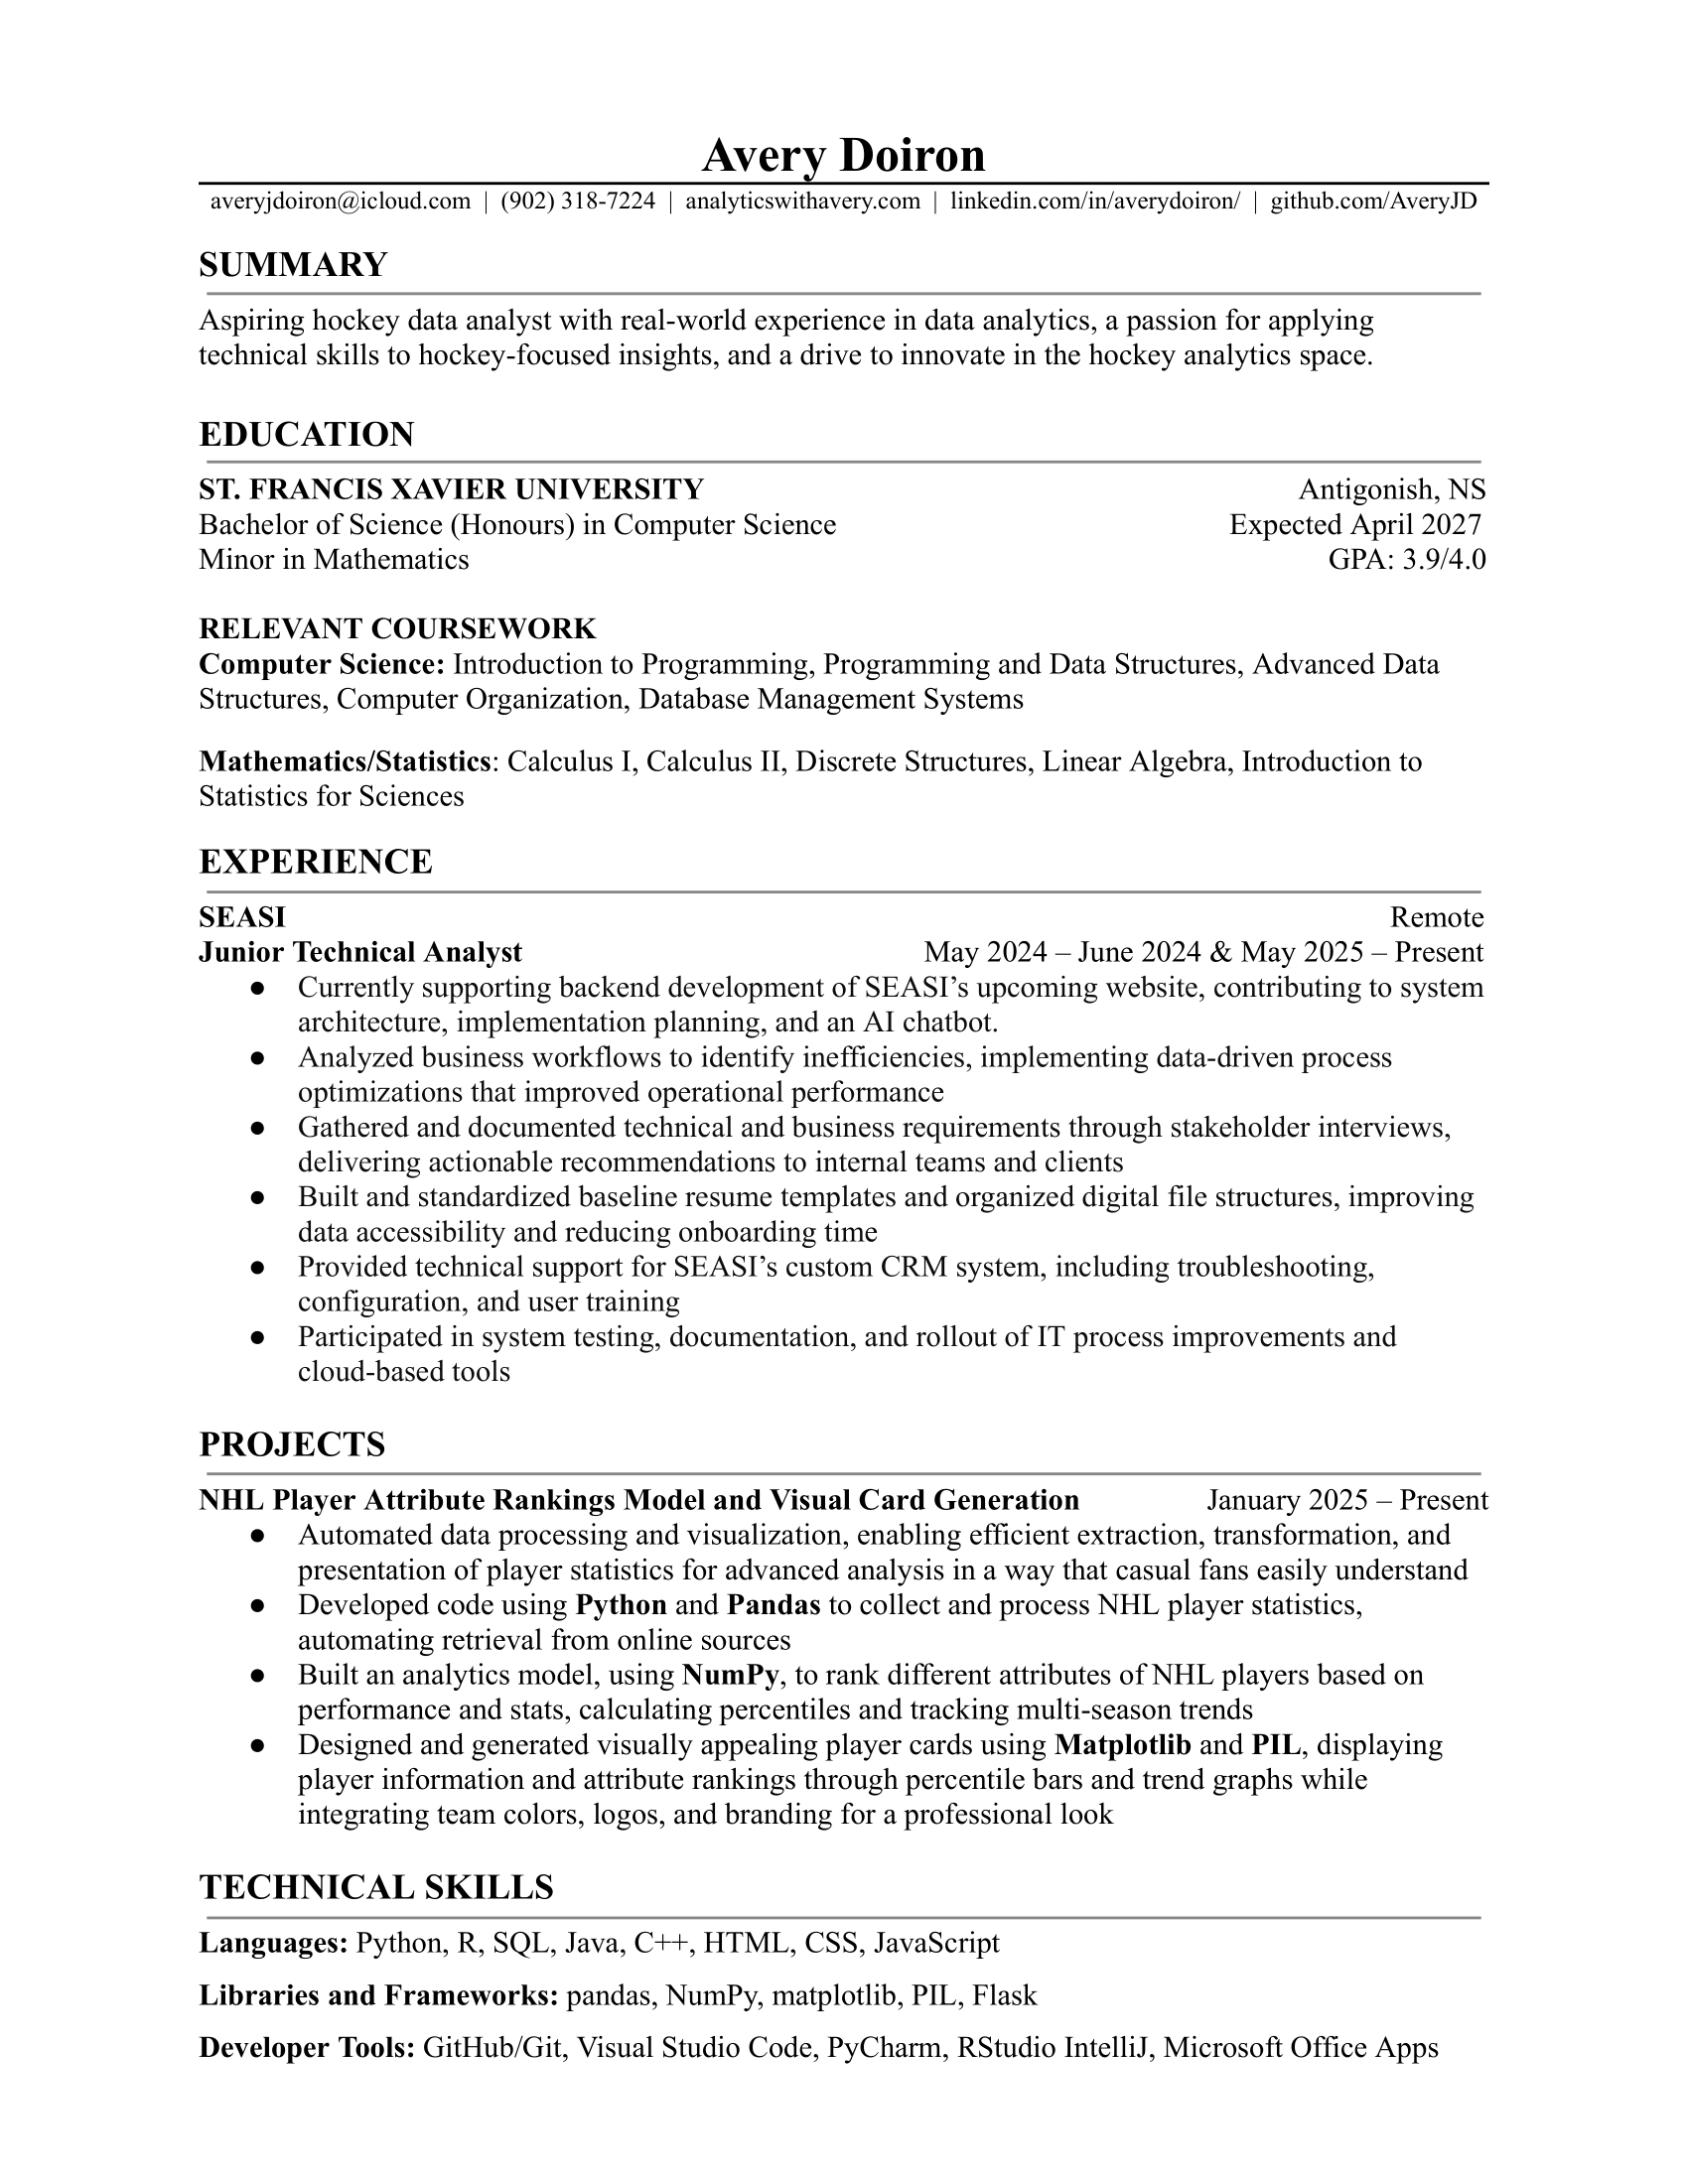 Avery Doiron
averyjdoiron@icloud.com | (902) 318-7224 | analyticswithavery.com | linkedin.com/in/averydoiron/ | github.com/AveryJD
SUMMARY
Aspiring hockey data analyst with real-world experience in data analytics, a passion for applying
technical skills to hockey-focused insights, and a drive to innovate in the hockey analytics space.
EDUCATION
ST. FRANCIS XAVIER UNIVERSITY Antigonish, NS
Bachelor of Science (Honours) in Computer Science Expected April 2027
Minor in Mathematics GPA: 3.9/4.0
RELEVANT COURSEWORK
Computer Science: Introduction to Programming, Programming and Data Structures, Advanced Data
Structures, Computer Organization, Database Management Systems
Mathematics/Statistics: Calculus I, Calculus II, Discrete Structures, Linear Algebra, Introduction to
Statistics for Sciences
EXPERIENCE
SEASI Remote
Junior Technical Analyst May 2024 – June 2024 & May 2025 – Present
● Currently supporting backend development of SEASI’s upcoming website, contributing to system
architecture, implementation planning, and an AI chatbot.
● Analyzed business workflows to identify inefficiencies, implementing data-driven process
optimizations that improved operational performance
● Gathered and documented technical and business requirements through stakeholder interviews,
delivering actionable recommendations to internal teams and clients
● Built and standardized baseline resume templates and organized digital file structures, improving
data accessibility and reducing onboarding time
● Provided technical support for SEASI’s custom CRM system, including troubleshooting,
configuration, and user training
● Participated in system testing, documentation, and rollout of IT process improvements and
cloud-based tools
PROJECTS
NHL Player Attribute Rankings Model and Visual Card Generation January 2025 – Present
● Automated data processing and visualization, enabling efficient extraction, transformation, and
presentation of player statistics for advanced analysis in a way that casual fans easily understand
● Developed code using Python and Pandas to collect and process NHL player statistics,
automating retrieval from online sources
● Built an analytics model, using NumPy, to rank different attributes of NHL players based on
performance and stats, calculating percentiles and tracking multi-season trends
● Designed and generated visually appealing player cards using Matplotlib and PIL, displaying
player information and attribute rankings through percentile bars and trend graphs while
integrating team colors, logos, and branding for a professional look
TECHNICAL SKILLS
Languages: Python, R, SQL, Java, C++, HTML, CSS, JavaScript
Libraries and Frameworks: pandas, NumPy, matplotlib, PIL, Flask
Developer Tools: GitHub/Git, Visual Studio Code, PyCharm, RStudio IntelliJ, Microsoft Office Apps